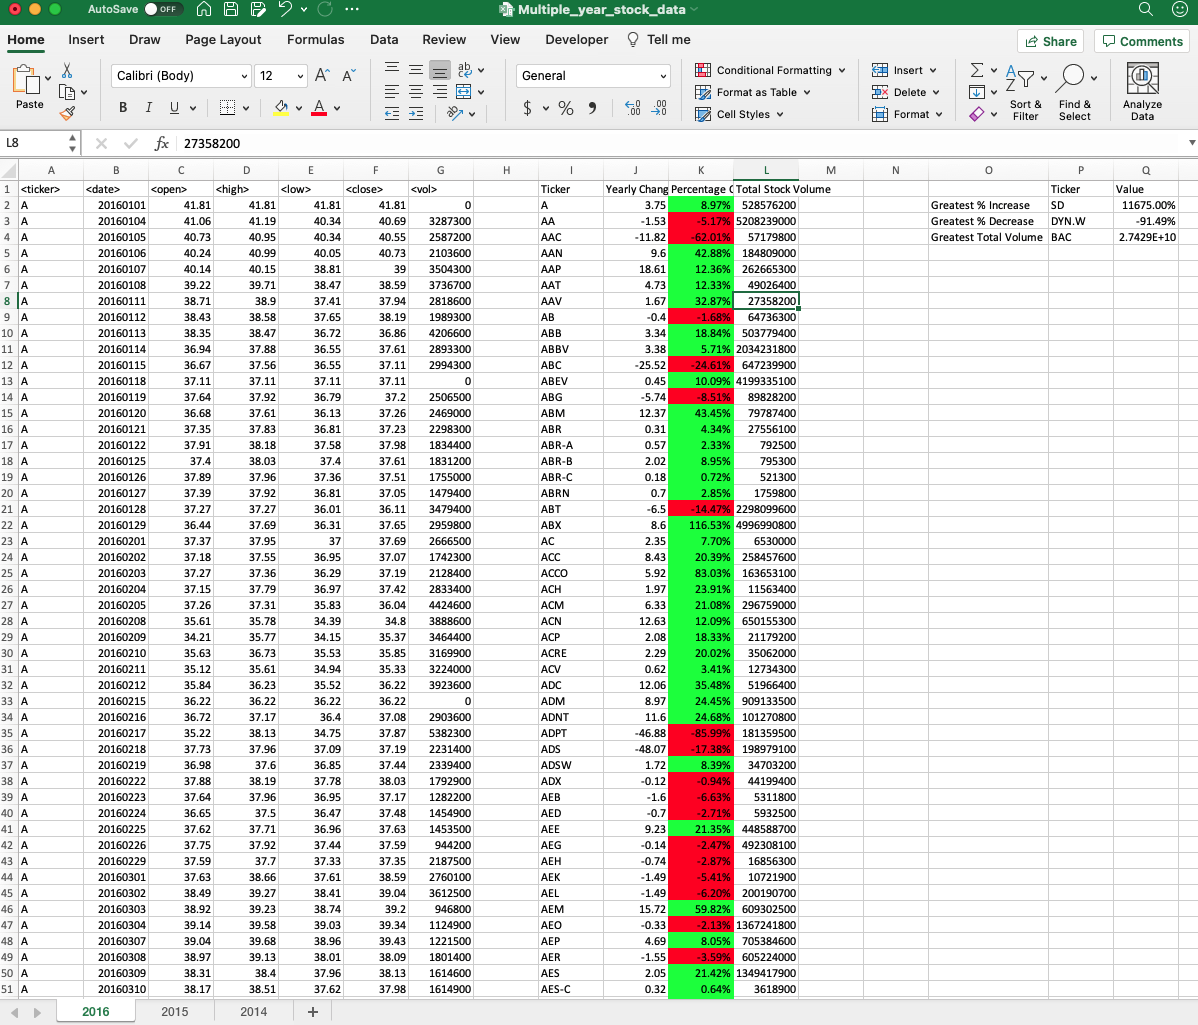 AutoSave OFF Multiple_year_stock_data
Home Insert Draw Page Layout Formulas Data Review View Developer Tell me Share Comments
Paste Calibri (Body) 12 A^ A˅ General Conditional Formatting Format as Table Cell Styles Insert Delete Format Sort & Filter Find & Select Analyze Data
B I U A ab $ % 9 .00 .00
L8 fx 27358200
A B C D E F G H I J K L M N O P Q
1 <ticker> <date> <open> <high> <low> <close> <vol> Ticker Yearly Chang Percentage C Total Stock Volume Ticker Value
2 A 20160101 41.81 41.81 41.81 41.81 0 A 3.75 8.97% 528576200 Greatest % Increase SD 11675.00%
3 A 20160104 41.06 41.19 40.34 40.69 3287300 AA -1.53 -5.17% 5208239000 Greatest % Decrease DYN.W -91.49%
4 A 20160105 40.73 40.95 40.34 40.55 2587200 AAC -11.82 -62.01% 57179800 Greatest Total Volume BAC 2.7429E+10
5 A 20160106 40.24 40.99 40.05 40.73 2103600 AAN 9.6 42.88% 184809000
6 A 20160107 40.14 40.15 38.81 39 3504300 AAP 18.61 12.36% 262665300
7 A 20160108 39.22 39.71 38.47 38.59 3736700 AAT 4.73 12.33% 49026400
8 A 20160111 38.71 38.9 37.41 37.94 2818600 AAV 1.67 32.87% 27358200
9 A 20160112 38.43 38.58 37.65 38.19 1989300 AB -0.4 -1.68% 64736300
10 A 20160113 38.35 38.47 36.72 36.86 4206600 ABB 3.34 18.84% 503779400
11 A 20160114 36.94 37.88 36.55 37.61 2893300 ABBV 3.38 5.71% 2034231800
12 A 20160115 36.67 37.56 36.55 37.11 2994300 ABC -25.52 -24.61% 647239900
13 A 20160118 37.11 37.11 37.11 37.11 0 ABEV 0.45 10.09% 4199335100
14 A 20160119 37.64 37.92 36.79 37.2 2506500 ABG -5.74 -8.51% 89828200
15 A 20160120 36.68 37.61 36.13 37.26 2469000 ABM 12.37 43.45% 79787400
16 A 20160121 37.35 37.83 36.81 37.23 2298300 ABR 0.31 4.34% 27556100
17 A 20160122 37.91 38.18 37.58 37.98 1834400 ABR-A 0.57 2.33% 792500
18 A 20160125 37.4 38.03 37.4 37.61 1831200 ABR-B 2.02 8.95% 795300
19 A 20160126 37.89 37.96 37.36 37.51 1755000 ABR-C 0.18 0.72% 521300
20 A 20160127 37.39 37.92 36.81 37.05 1479400 ABRN 0.7 2.85% 1759800
21 A 20160128 37.27 37.27 36.01 36.11 3479400 ABT -6.5 -14.47% 2298099600
22 A 20160129 36.44 37.69 36.31 37.65 2959800 ABX 8.6 116.53% 4996990800
23 A 20160201 37.37 37.95 37 37.69 2666500 AC 2.35 7.70% 6530000
24 A 20160202 37.18 37.55 36.95 37.07 1742300 ACC 8.43 20.39% 258457600
25 A 20160203 37.27 37.36 36.29 37.19 2128400 ACCO 5.92 83.03% 163653100
26 A 20160204 37.15 37.79 36.97 37.42 2833400 ACH 1.97 23.91% 11563400
27 A 20160205 37.26 37.31 35.83 36.04 4424600 ACM 6.33 21.08% 296759000
28 A 20160208 35.61 35.78 34.39 34.8 3888600 ACN 12.63 12.09% 650155300
29 A 20160209 34.21 35.77 34.15 35.37 3464400 ACP 2.08 18.33% 21179200
30 A 20160210 35.63 36.73 35.53 35.85 3169900 ACRE 2.29 20.02% 35062000
31 A 20160211 35.12 35.61 34.94 35.33 3224000 ACV 0.62 3.41% 12734300
32 A 20160212 35.84 36.23 35.52 36.22 3923600 ADC 12.06 35.48% 51966400
33 A 20160215 36.22 36.22 36.22 36.22 0 ADM 8.97 24.45% 909133500
34 A 20160216 36.72 37.17 36.4 37.08 2903600 ADNT 11.6 24.68% 101270800
35 A 20160217 35.22 38.13 34.75 37.87 5382300 ADPT -46.88 -85.99% 181359500
36 A 20160218 37.73 37.96 37.09 37.19 2231400 ADS -48.07 -17.38% 198979100
37 A 20160219 36.98 37.6 36.85 37.44 2339400 ADSW 1.72 8.39% 34703200
38 A 20160222 37.88 38.19 37.78 38.03 1792900 ADX -0.12 -0.94% 44199400
39 A 20160223 37.64 37.96 36.95 37.17 1282200 AEB -1.6 -6.63% 5311800
40 A 20160224 36.65 37.5 36.47 37.48 1454900 AED -0.7 -2.71% 5932500
41 A 20160225 37.62 37.71 36.96 37.63 1453500 AEE 9.23 21.35% 448588700
42 A 20160226 37.75 37.92 37.44 37.59 944200 AEG -0.14 -2.47% 492308100
43 A 20160229 37.59 37.7 37.33 37.35 2187500 AEH -0.74 -2.87% 16856300
44 A 20160301 37.63 38.66 37.61 38.59 2760100 AEK -1.49 -5.41% 10721900
45 A 20160302 38.49 39.27 38.41 39.04 3612500 AEL -1.49 -6.20% 200190700
46 A 20160303 38.92 39.23 38.74 39.2 946800 AEM 15.72 59.82% 609302500
47 A 20160304 39.14 39.58 39.03 39.34 1124900 AEO -0.33 -2.13% 1367241800
48 A 20160307 39.04 39.68 38.96 39.43 1221500 AEP 4.69 8.05% 705384600
49 A 20160308 38.97 39.13 38.01 38.09 1801400 AER -1.55 -3.59% 605224000
50 A 20160309 38.31 38.4 37.96 38.13 1614600 AES 2.05 21.42% 1349417900
51 A 20160310 38.17 38.51 37.62 37.98 1614900 AES-C 0.32 0.64% 3618900
2016 2015 2014 +